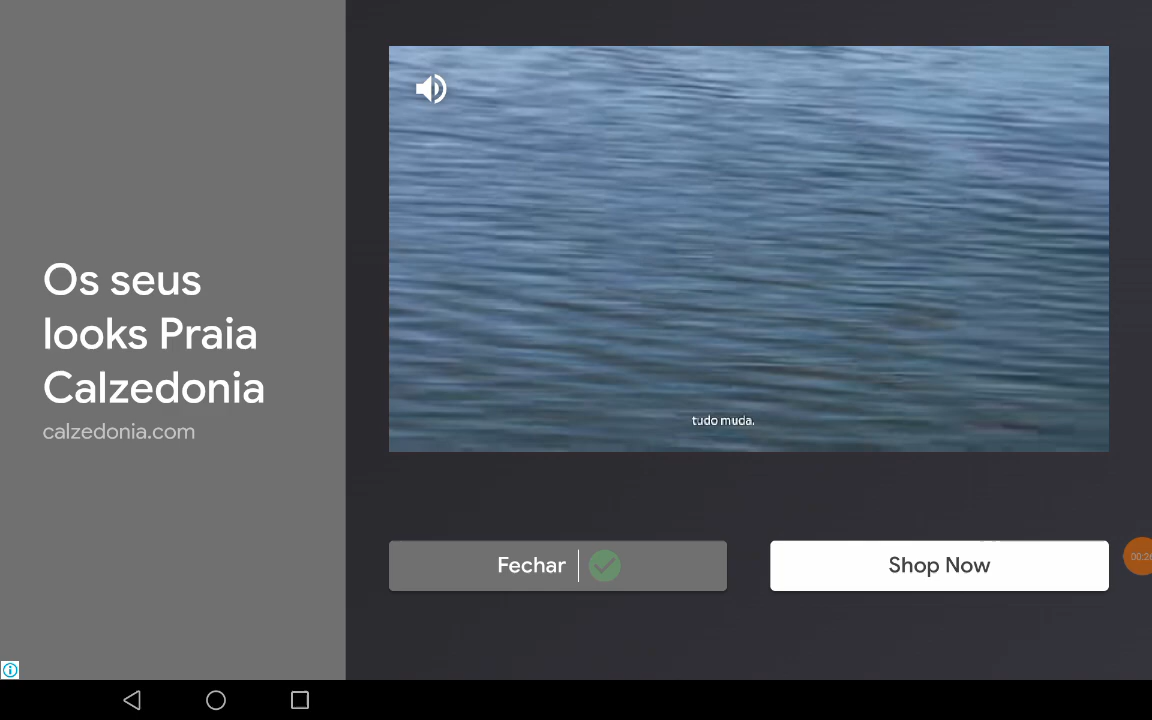 Os seus
looks Praia
Calzedonia
calzedonia.com
tudo muda.
Fechar
Shop Now